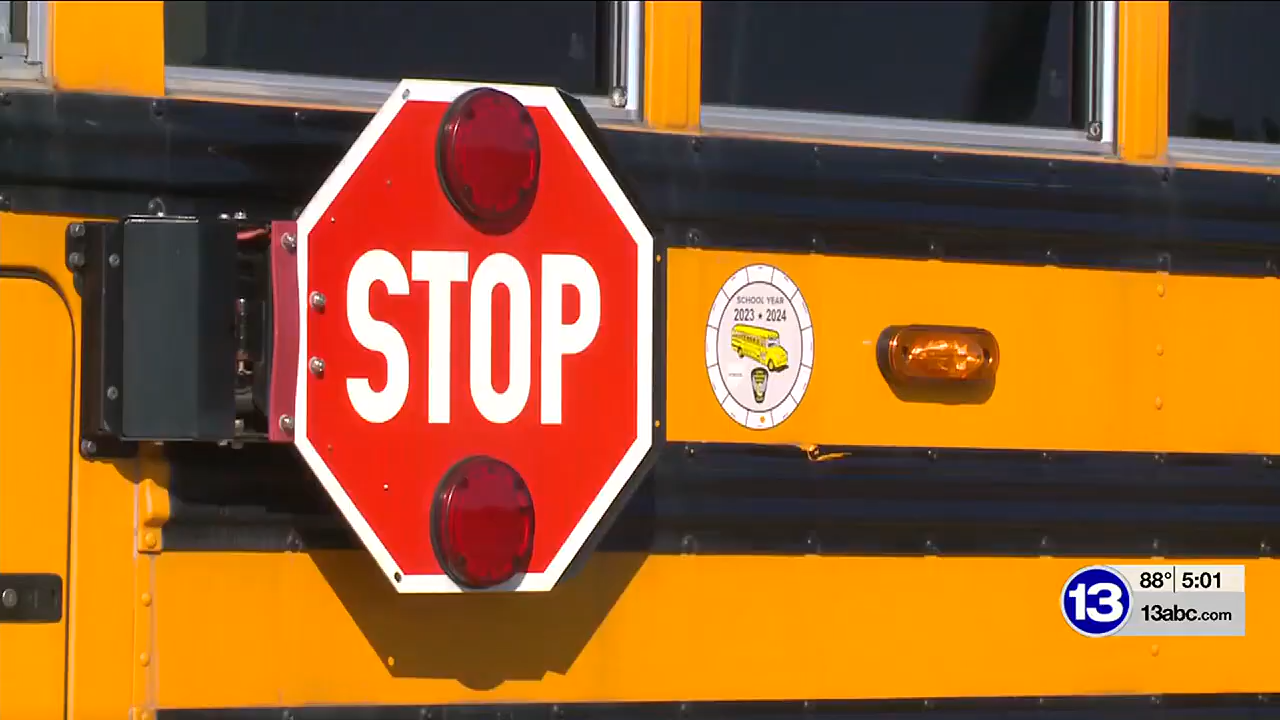 STOP
SCHOOL YEAR
2023 ★ 2024
13
88° 5:01
13abc.com